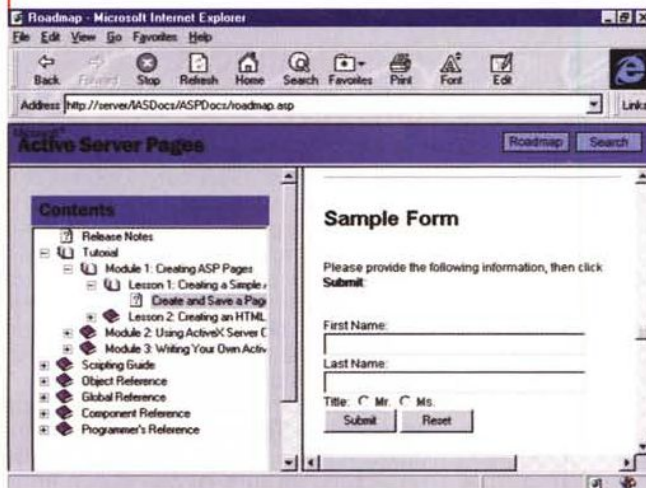 Roadmap - Microsoft Internet Explorer
File Edit View Go Favorites Help
Back Forward Stop Refresh Home Search Favorites Print Font Edit
Address http://server/IASDocs/ASPDocs/roadmap.asp Links
Microsoft®
Active Server Pages
Roadmap Search
Contents
Release Notes
Tutorial
Module 1: Creating ASP Pages
Lesson 1: Creating a Simple
Create and Save a Page
Lesson 2: Creating an HTML
Module 2: Using ActiveX Server C
Module 3: Writing Your Own Activ
Scripting Guide
Object Reference
Global Reference
Component Reference
Programmer's Reference
Sample Form
Please provide the following information, then click
Submit:
First Name:
Last Name:
Title: Mr. Ms.
Submit Reset